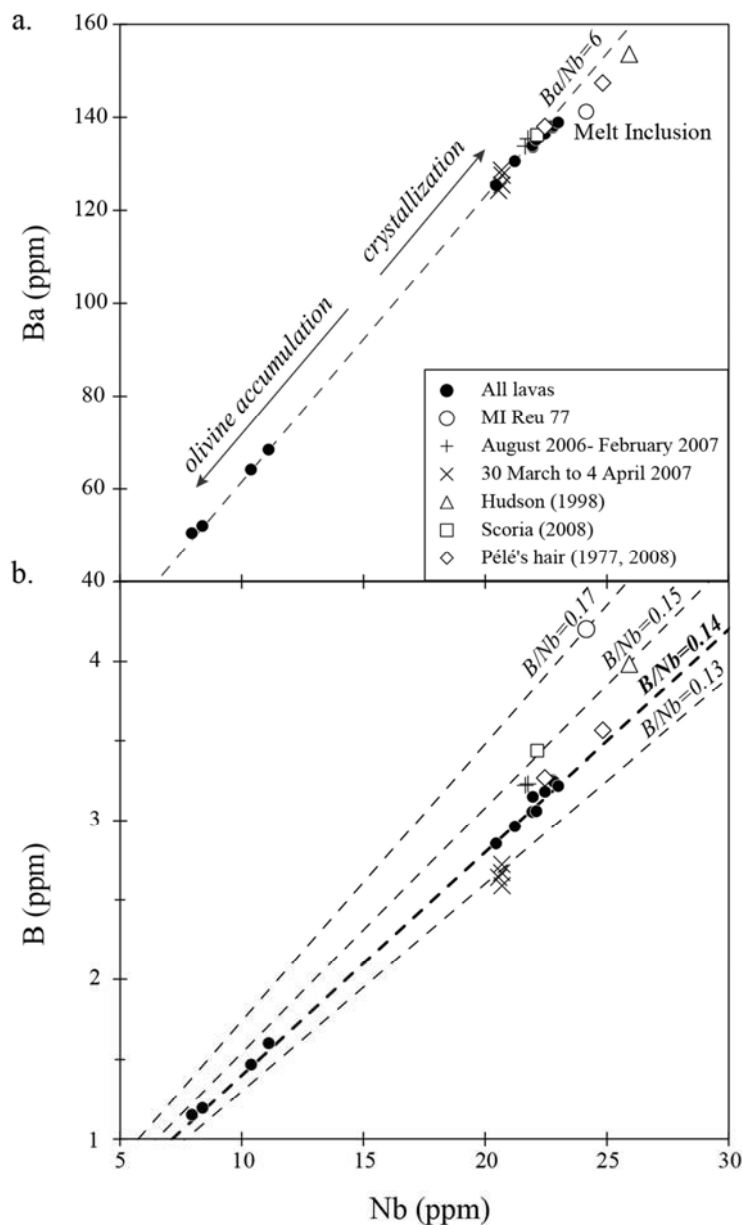 a.
160
140
120
100
80
60
40
Ba (ppm)
Ba/Nb=6
Melt Inclusion
crystallization
olivine accumulation
All lavas
MI Reu 77
August 2006- February 2007
30 March to 4 April 2007
Hudson (1998)
Scoria (2008)
Pélé's hair (1977, 2008)
b.
4
3
2
1
B (ppm)
B/Nb=0.17
B/Nb=0.15
B/Nb=0.14
B/Nb=0.13
5 10 15 20 25 30
Nb (ppm)